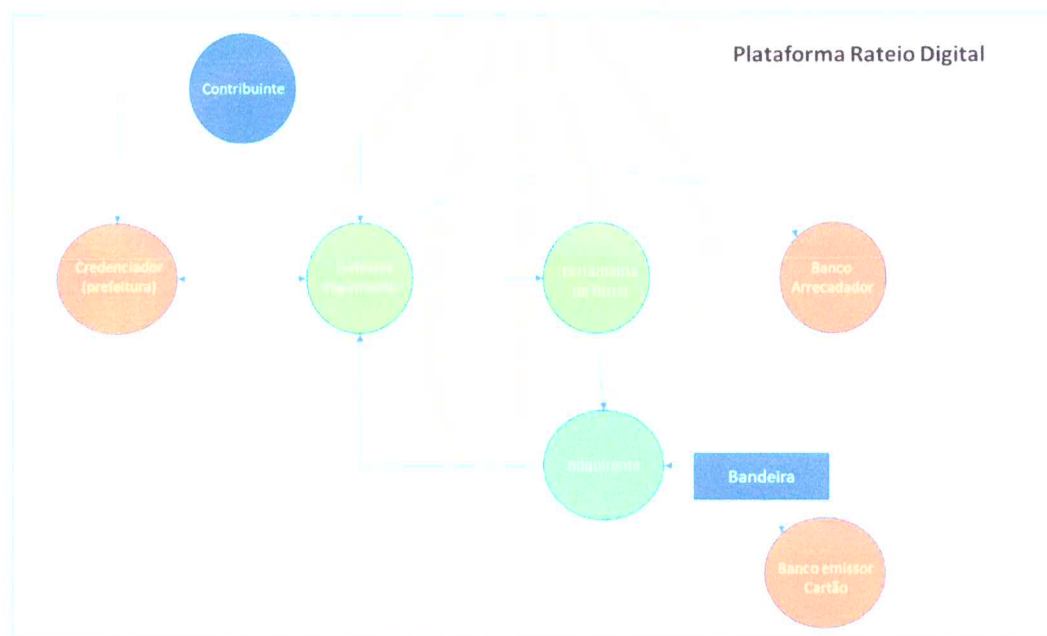 Plataforma Rateio Digital
Contribuinte
Credenciador
(prefeitura)
Banco
Arrecadador
Adquirente
Bandeira
Banco emissor
Cartão